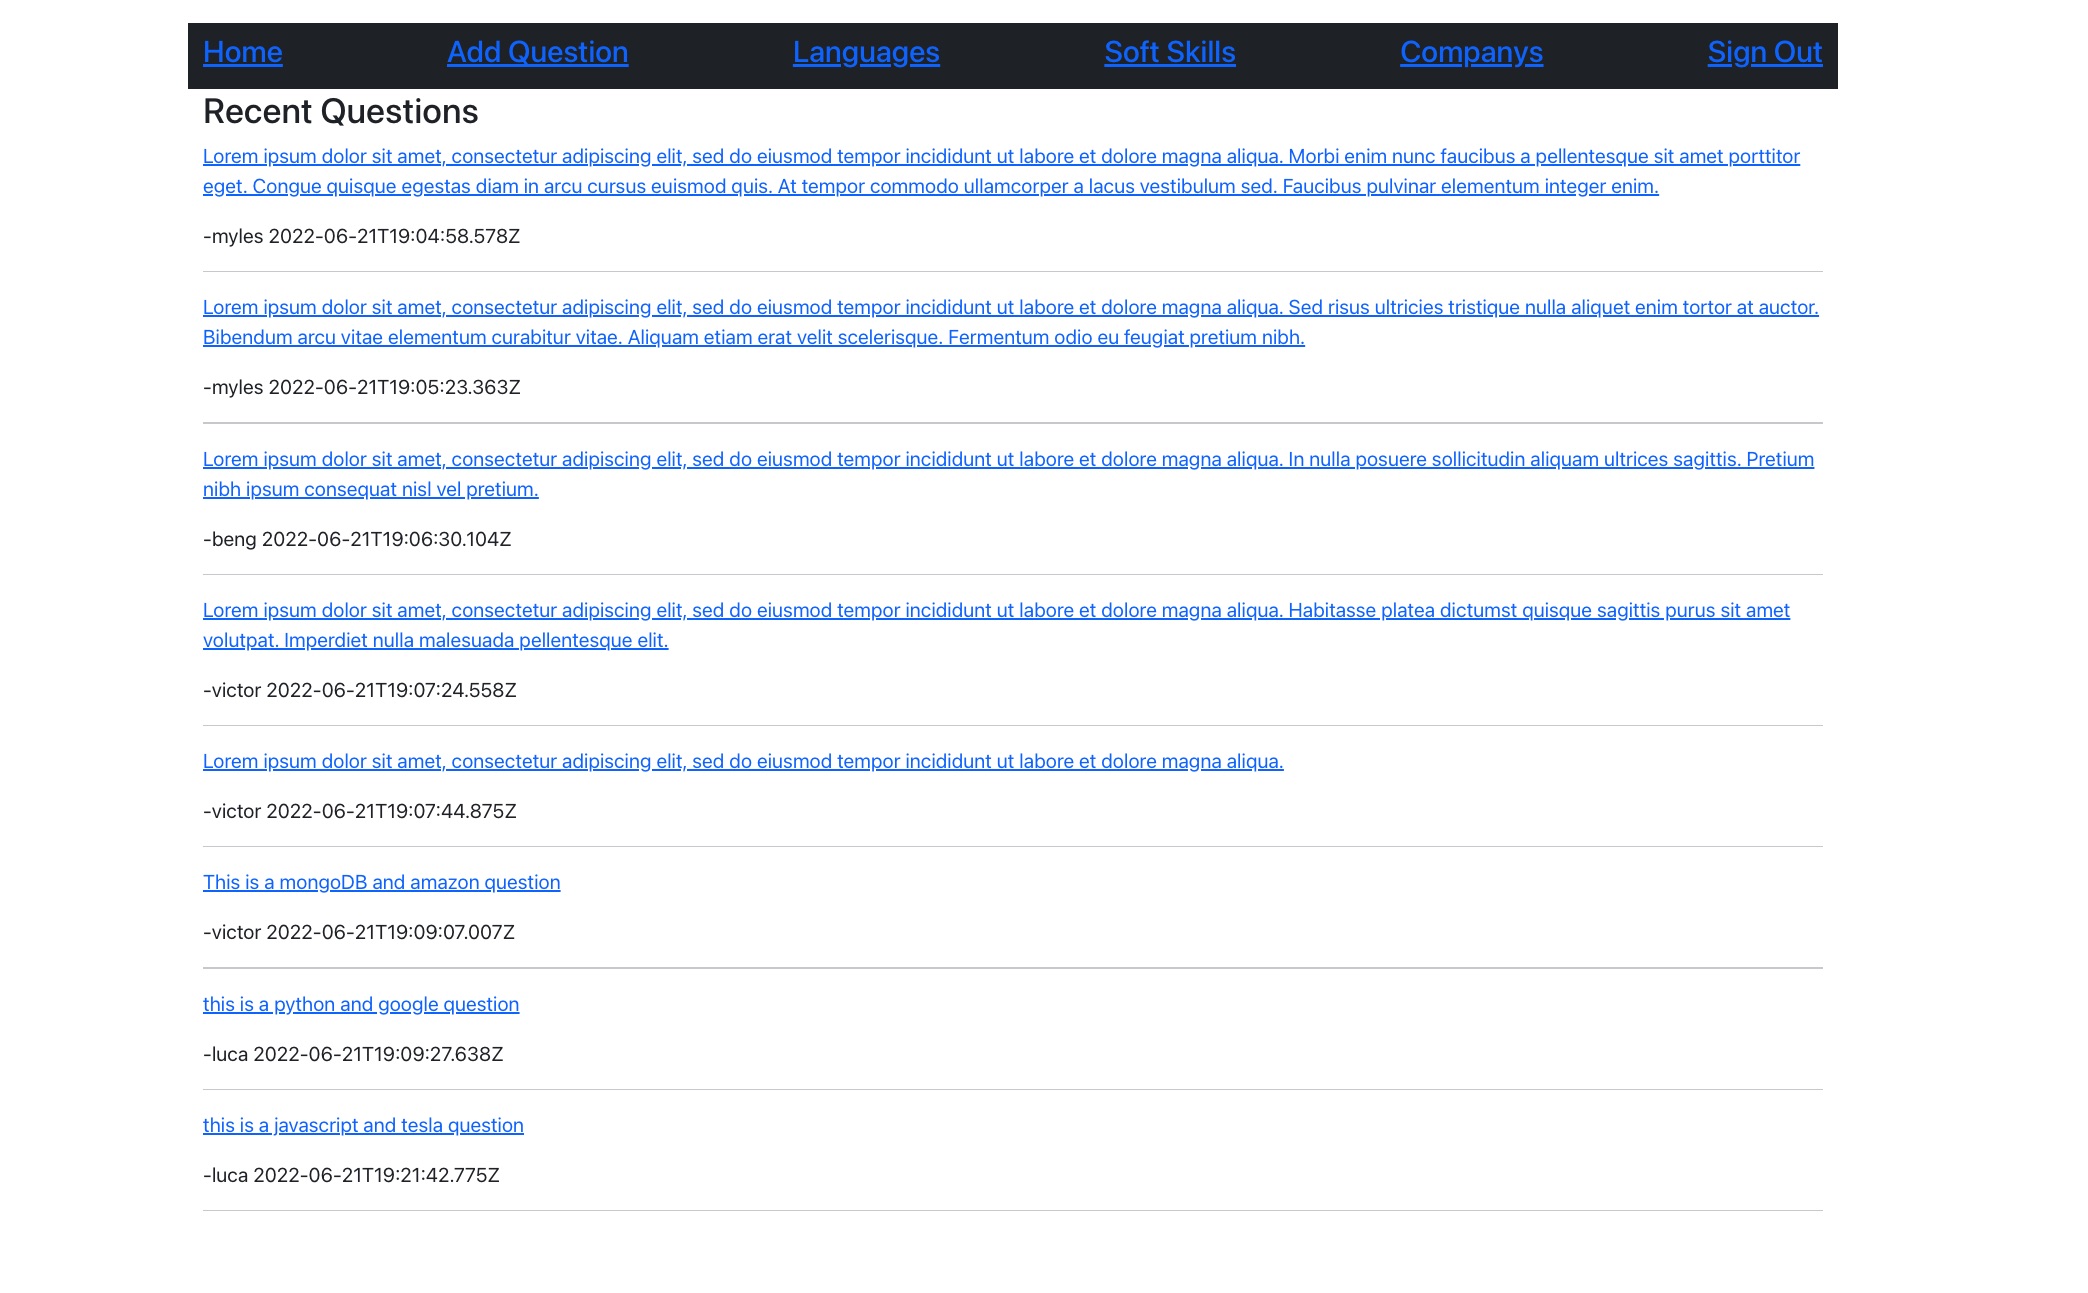 Home Add Question Languages Soft Skills Companys Sign Out
Recent Questions
Lorem ipsum dolor sit amet, consectetur adipiscing elit, sed do eiusmod tempor incididunt ut labore et dolore magna aliqua. Morbi enim nunc faucibus a pellentesque sit amet porttitor
eget. Congue quisque egestas diam in arcu cursus euismod quis. At tempor commodo ullamcorper a lacus vestibulum sed. Faucibus pulvinar elementum integer enim.
-myles 2022-06-21T19:04:58.578Z
Lorem ipsum dolor sit amet, consectetur adipiscing elit, sed do eiusmod tempor incididunt ut labore et dolore magna aliqua. Sed risus ultricies tristique nulla aliquet enim tortor at auctor.
Bibendum arcu vitae elementum curabitur vitae. Aliquam etiam erat velit scelerisque. Fermentum odio eu feugiat pretium nibh.
-myles 2022-06-21T19:05:23.363Z
Lorem ipsum dolor sit amet, consectetur adipiscing elit, sed do eiusmod tempor incididunt ut labore et dolore magna aliqua. In nulla posuere sollicitudin aliquam ultrices sagittis. Pretium
nibh ipsum consequat nisl vel pretium.
-beng 2022-06-21T19:06:30.104Z
Lorem ipsum dolor sit amet, consectetur adipiscing elit, sed do eiusmod tempor incididunt ut labore et dolore magna aliqua. Habitasse platea dictumst quisque sagittis purus sit amet
volutpat. Imperdiet nulla malesuada pellentesque elit.
-victor 2022-06-21T19:07:24.558Z
Lorem ipsum dolor sit amet, consectetur adipiscing elit, sed do eiusmod tempor incididunt ut labore et dolore magna aliqua.
-victor 2022-06-21T19:07:44.875Z
This is a mongoDB and amazon question
-victor 2022-06-21T19:09:07.007Z
this is a python and google question
-luca 2022-06-21T19:09:27.638Z
this is a javascript and tesla question
-luca 2022-06-21T19:21:42.775Z